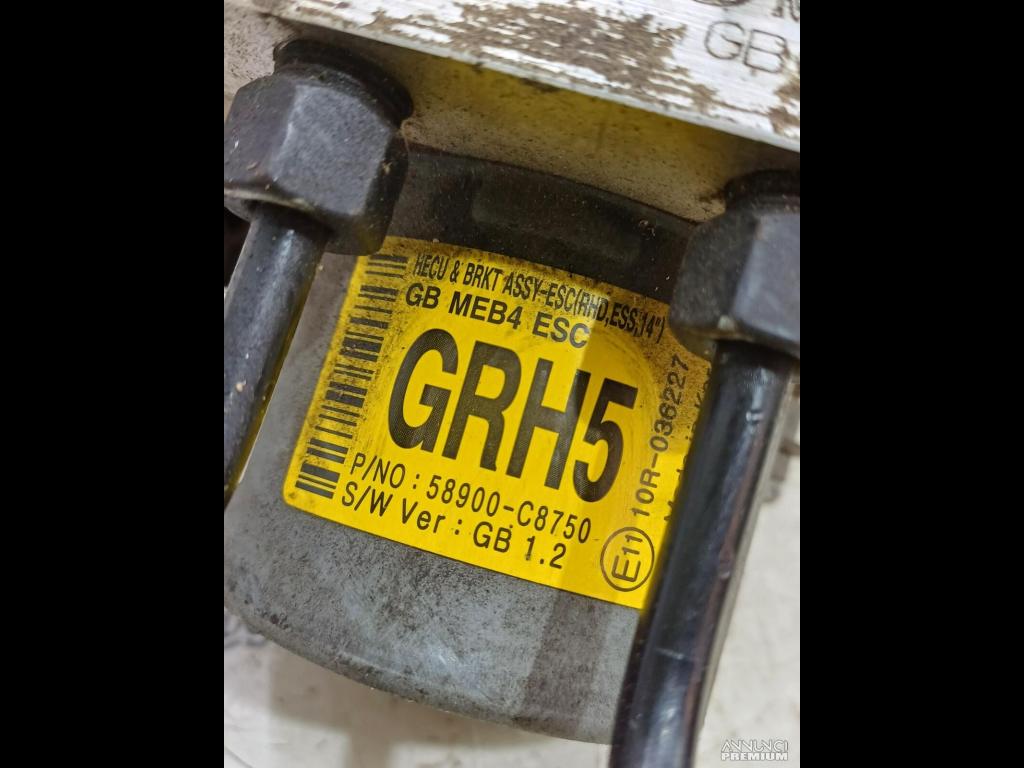 GB
HECU & BRKT ASSY-ESC(RHD,ESS,14")
GB MEB4 ESC
GRH5
P/NO : 58900-C8750
S/W Ver : GB 1.2
E11 10R-036227
ANNUNCI
PREMIUM